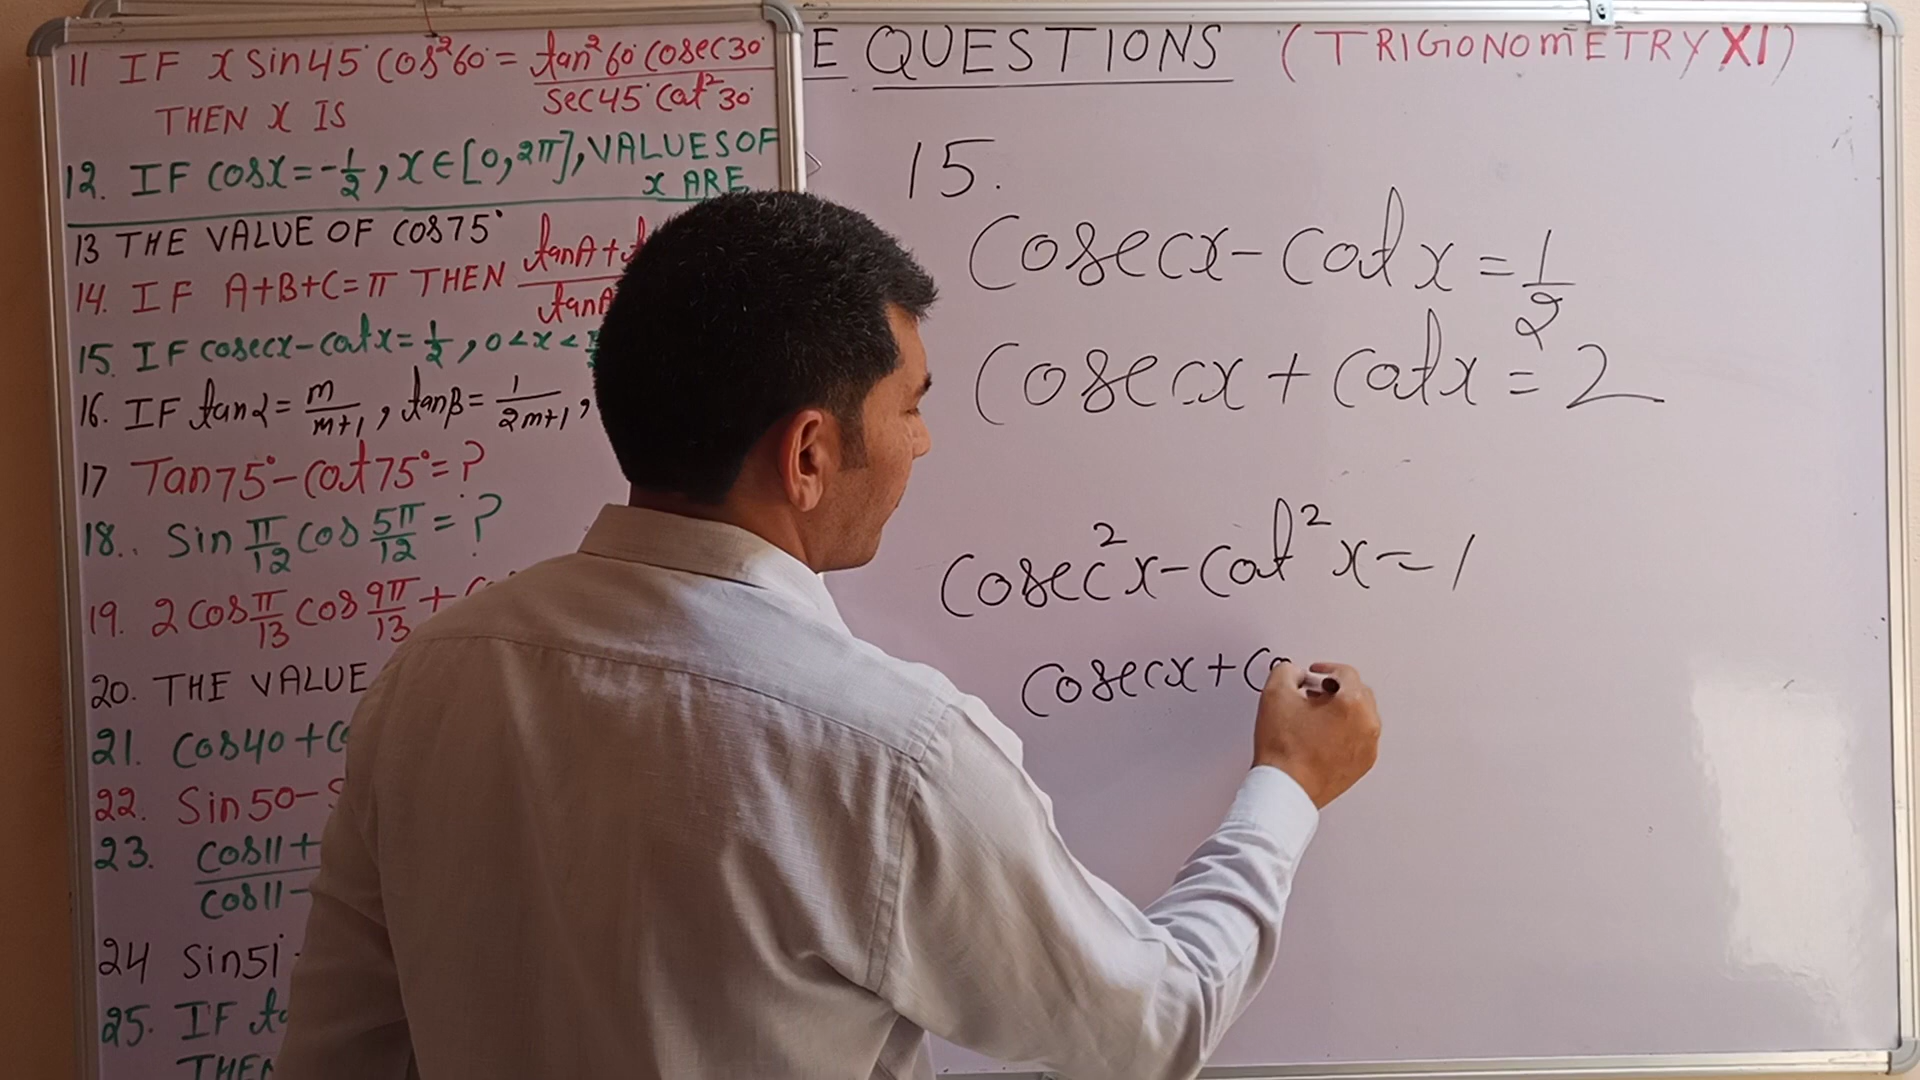 11 IF x sin45° cos²60° = tan²60° cosec30° / sec45° cot²30°
THEN x IS
12. IF cosx = -1/2, x ∈ [0, 2π], VALUES OF
x ARE
13 THE VALUE OF cos75°
14. IF A+B+C = π THEN tanA+
tanA
15. IF cosecx - cotx = 1/2, 0 < x <
16. IF tanα = m/m+1, tanβ = 1/2m+1,
17 Tan75° - cot75° = ?
18. Sin π/12 cos 5π/12 = ?
19. 2 cos π/13 cos 9π/13 +
20. THE VALUE
21. cos40 +
22. Sin50 -
23. cos11 +
cos11 -
24 Sin51
25. IF
THEN
E QUESTIONS (TRIGONOMETRY XI)
15.
cosecx - cotx = 1/2
cosecx + cotx = 2
cosec²x - cot²x = 1
cosecx + co